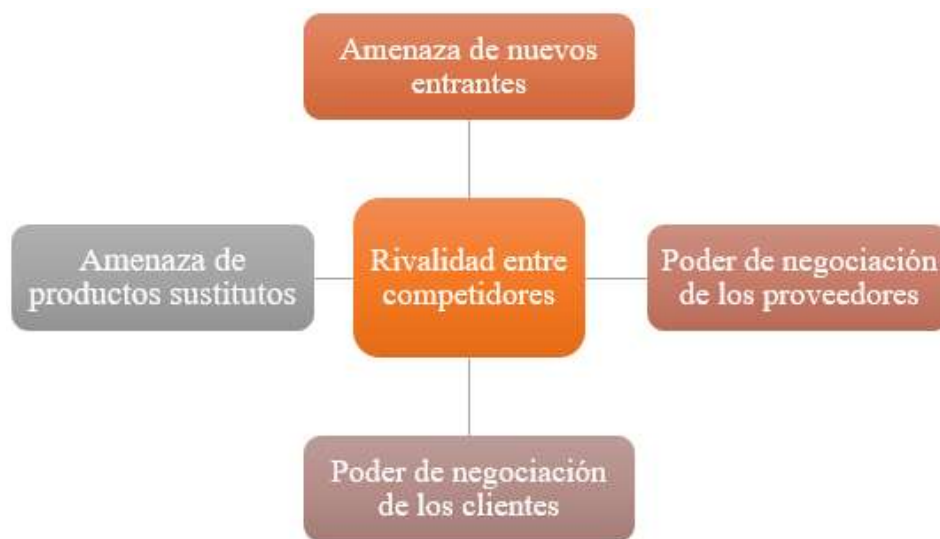 Amenaza de nuevos
entrantes
Amenaza de
productos sustitutos
Rivalidad entre
competidores
Poder de negociación
de los proveedores
Poder de negociación
de los clientes